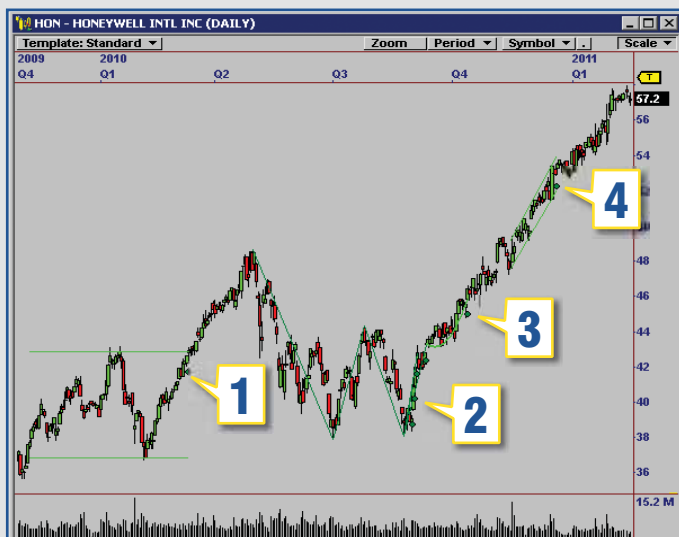 HON - HONEYWELL INTL INC (DAILY)
Template: Standard Zoom Period Symbol . Scale
2009 2010 2011
Q4 Q1 Q2 Q3 Q4 Q1
T
57.2
56
54
4
48
46
3
44
42
1
2
40
38
36
15.2 M